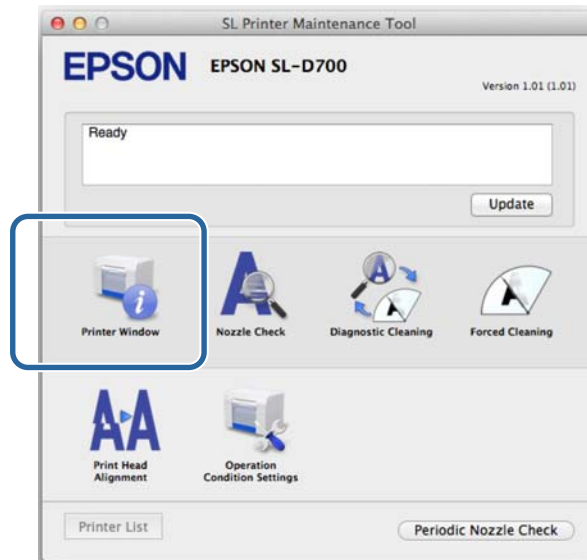 SL Printer Maintenance Tool
EPSON EPSON SL-D700
Version 1.01 (1.01)
Ready
Update
Printer Window Nozzle Check Diagnostic Cleaning Forced Cleaning
Print Head Operation
Alignment Condition Settings
Printer List Periodic Nozzle Check